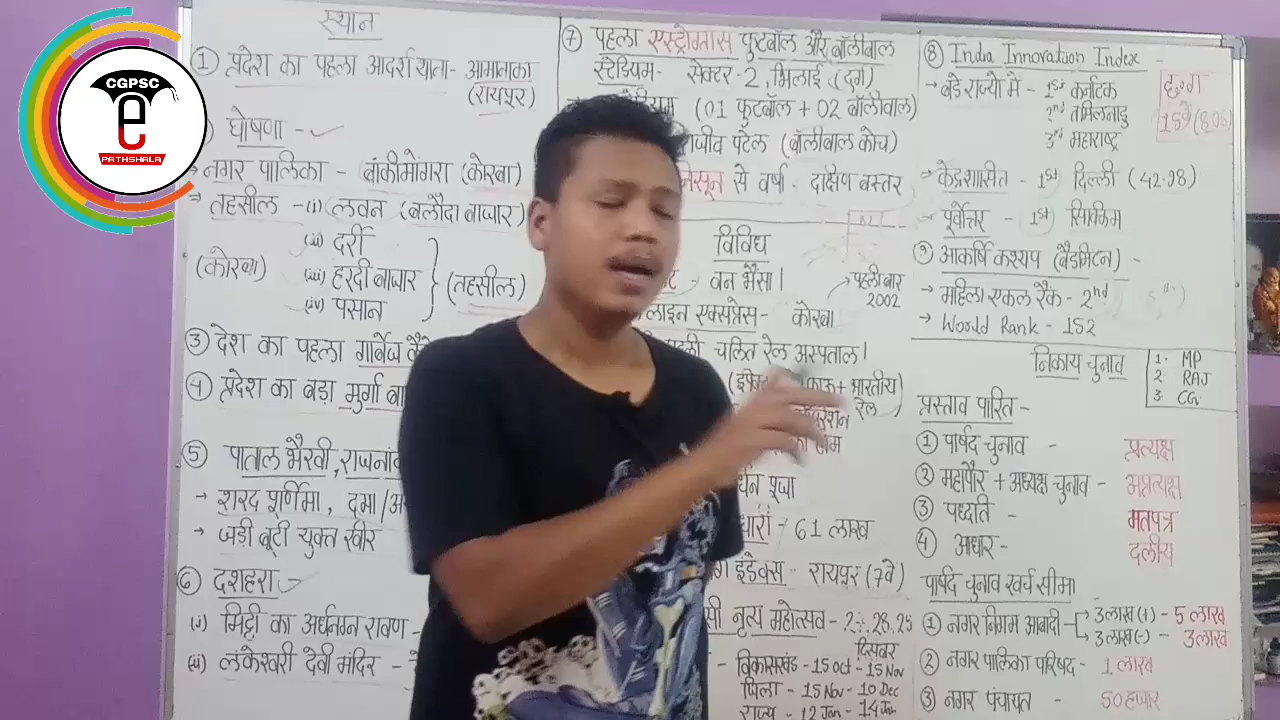 CGPSC
e
PATHSHALA
स्थान
① प्रदेश का पहला आदर्श थाना - आमानाका
(रायपुर)
घोषणा -
→ नगर पालिका - बांकीमोंगरा (कोरबा)
→ तहसील - (i) लवन (बलौदा बाजार)
(ii) दर्री
(कोरबा) (iii) हरदी बाजार (तहसील)
(iv) पसान
③ देश का पहला गार्बेज कैफे
④ प्रदेश का बड़ा मुर्गा बा
⑤ पाताल भैरवी, राजनांद
→ शरद पूर्णिमा, दमा/अ
→ जड़ी बूटी युक्त खीर
⑥ दशहरा -
(i) मिट्टी का अर्धनग्न रावण -
(ii) लंकेश्वरी देवी मंदिर -
⑦ पहला एस्ट्रोग्रास फुटबॉल और वॉलीबाल
स्टेडियम - सेक्टर-2, भिलाई (दुर्ग)
(01 फुटबॉल + 02 वॉलीबाल)
पटेल (वॉलीबाल कोच)
से वर्षा - दक्षिण बस्तर
विविध
- वन भैंसा।
लाइन एक्सप्रेस - कोरबा
→ पहली बार
2002
चलित रेल अस्पताल।
भारतीय
रेल
पूजा
- 61 लाख
इंडेक्स - रायपुर (7वें)
नृत्य महोत्सव -
दिसंबर
विकासखंड - 15 Oct - 15 Nov
जिला - 15 Nov - 10 Dec
राज्य - 12 Jan - 14 Jan
⑧ India Innovation Index -
→ बड़े राज्यों में - 1st कर्नाटक
2nd तमिलनाडु
3rd महाराष्ट्र
छ.ग
15वें
→ केंद्रशासित - 1st दिल्ली (42.98)
→ पूर्वोत्तर - 1st सिक्किम
⑨ आकर्षि कश्यप (बैडमिंटन) -
→ महिला एकल रैंक - 2nd
→ World Rank - 152
निकाय चुनाव
1. MP
2. RAJ
3. CG
प्रस्ताव पारित -
① पार्षद चुनाव - प्रत्यक्ष
② महापौर + अध्यक्ष चुनाव - अप्रत्यक्ष
③ पध्दति - मतपत्र
④ आधार - दलीय
पार्षद चुनाव खर्च सीमा
① नगर निगम आबादी - 3 लाख (+) - 5 लाख
3 लाख (-) - 3 लाख
② नगर पालिका परिषद - 1 लाख
③ नगर पंचायत - 50 हजार